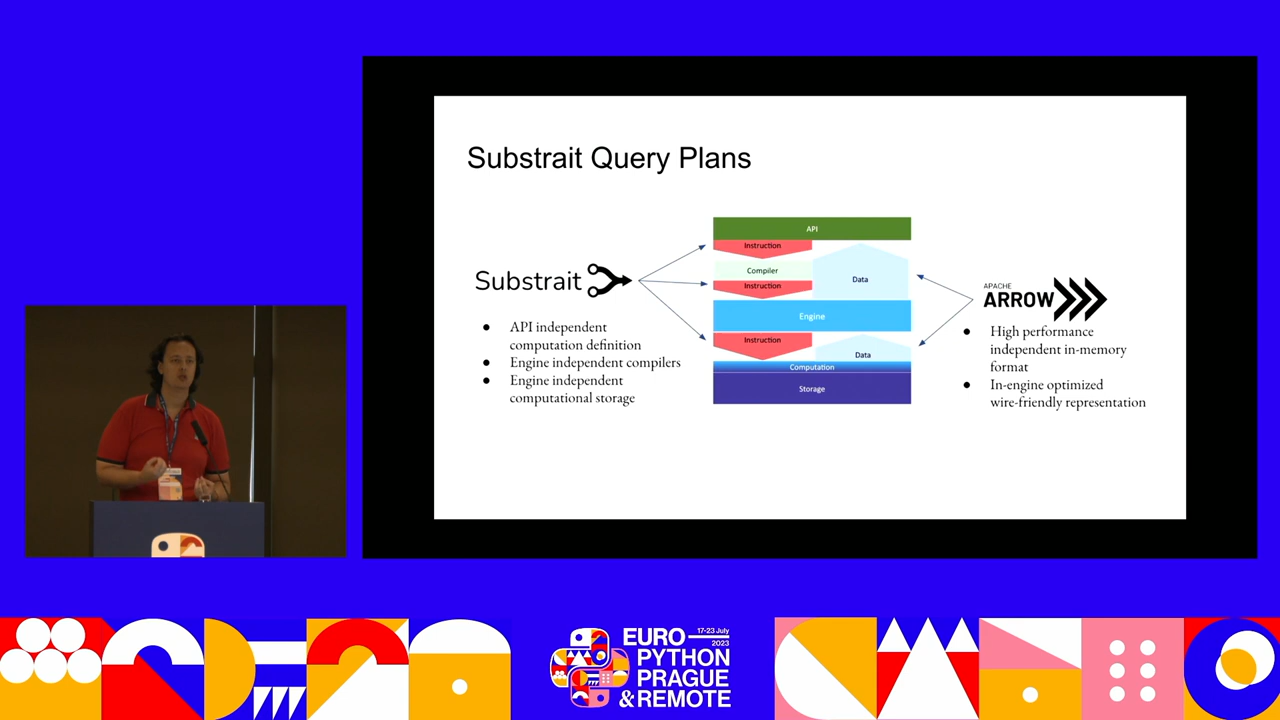 Substrait Query Plans
Substrait
● API independent
computation definition
● Engine independent compilers
● Engine independent
computational storage
API
Instruction
Compiler
Instruction
Data
Engine
Instruction
Data
Computation
Storage
APACHE
ARROW
● High performance
independent in-memory
format
● In-engine optimized
wire-friendly representation
17-23 July
2023
EURO
PYTHON
PRAGUE
& REMOTE